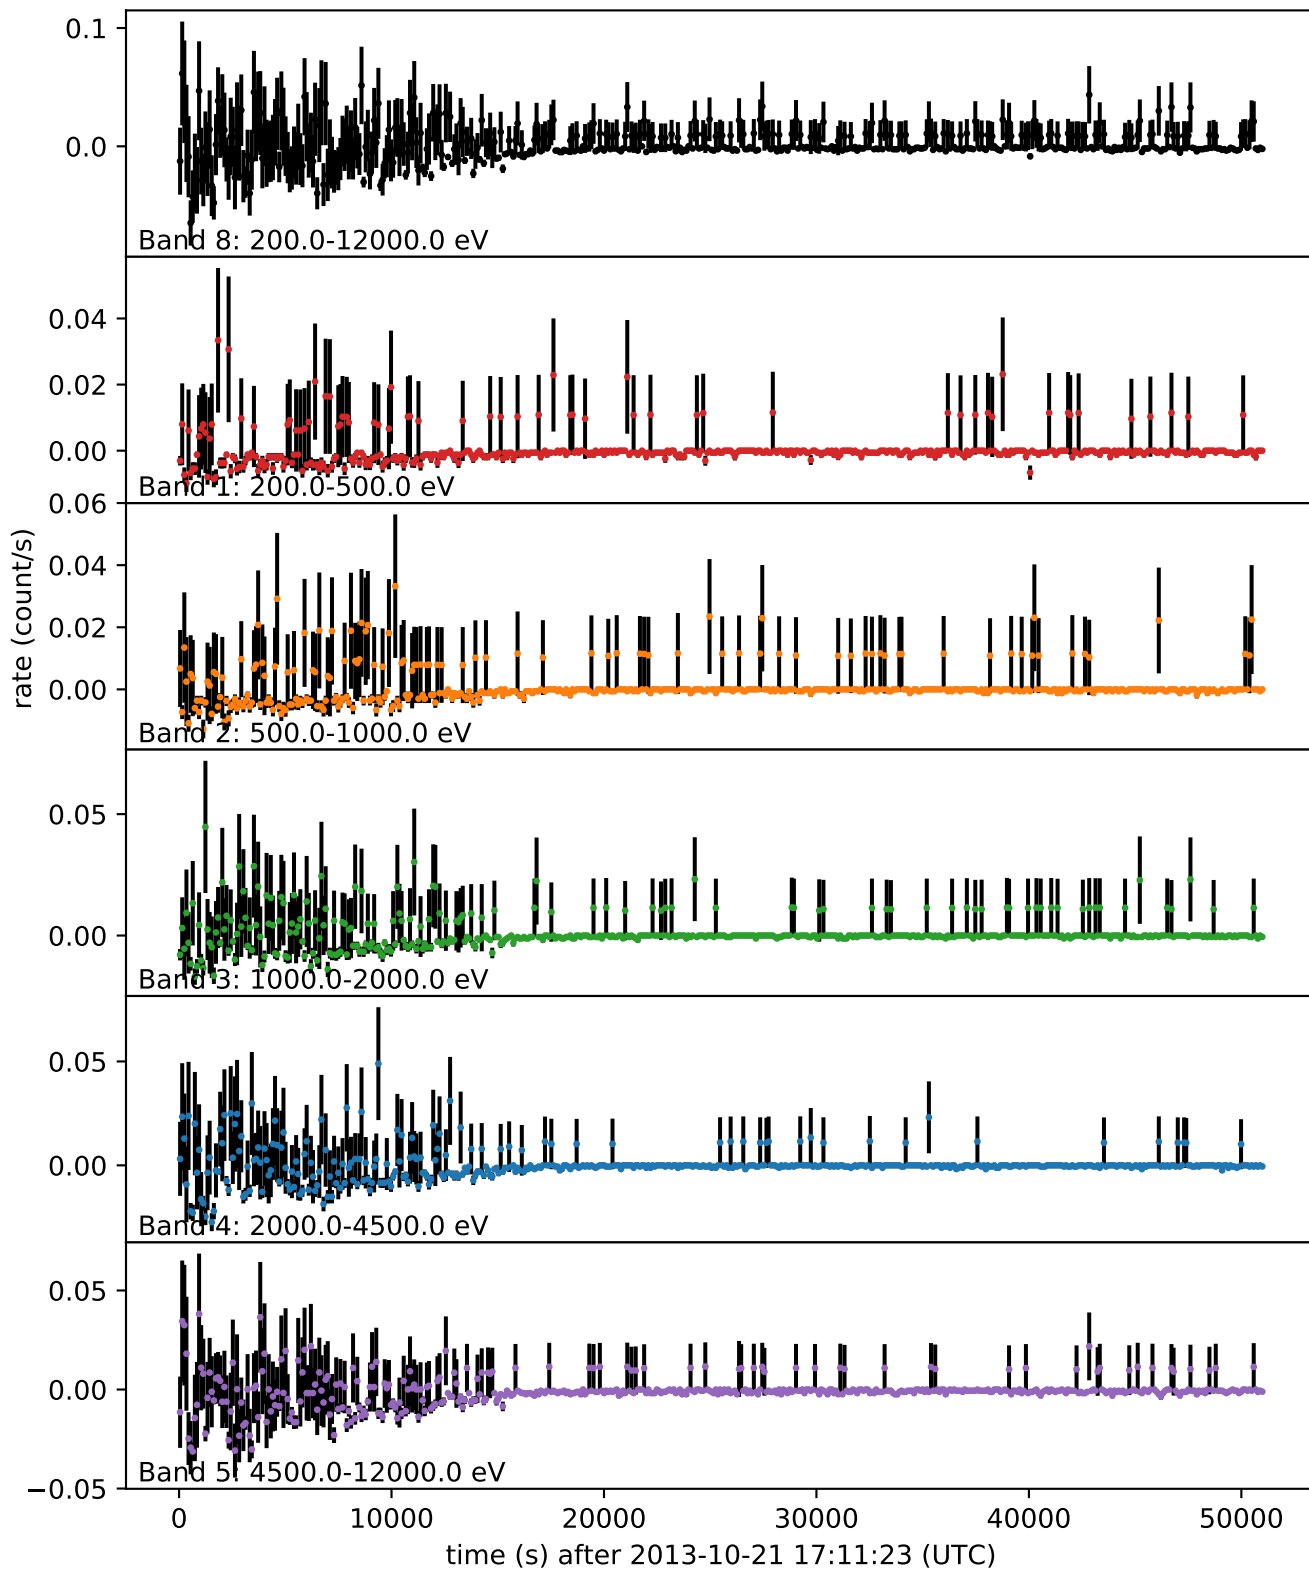 0.1
0.0
Band 8: 200.0-12000.0 eV
0.04
0.02
0.00
Band 1: 200.0-500.0 eV
0.06
0.04
0.02
0.00
Band 2: 500.0-1000.0 eV
rate (count/s)
0.05
0.00
Band 3: 1000.0-2000.0 eV
0.05
0.00
Band 4: 2000.0-4500.0 eV
0.05
0.00
−0.05
Band 5: 4500.0-12000.0 eV
0 10000 20000 30000 40000 50000
time (s) after 2013-10-21 17:11:23 (UTC)